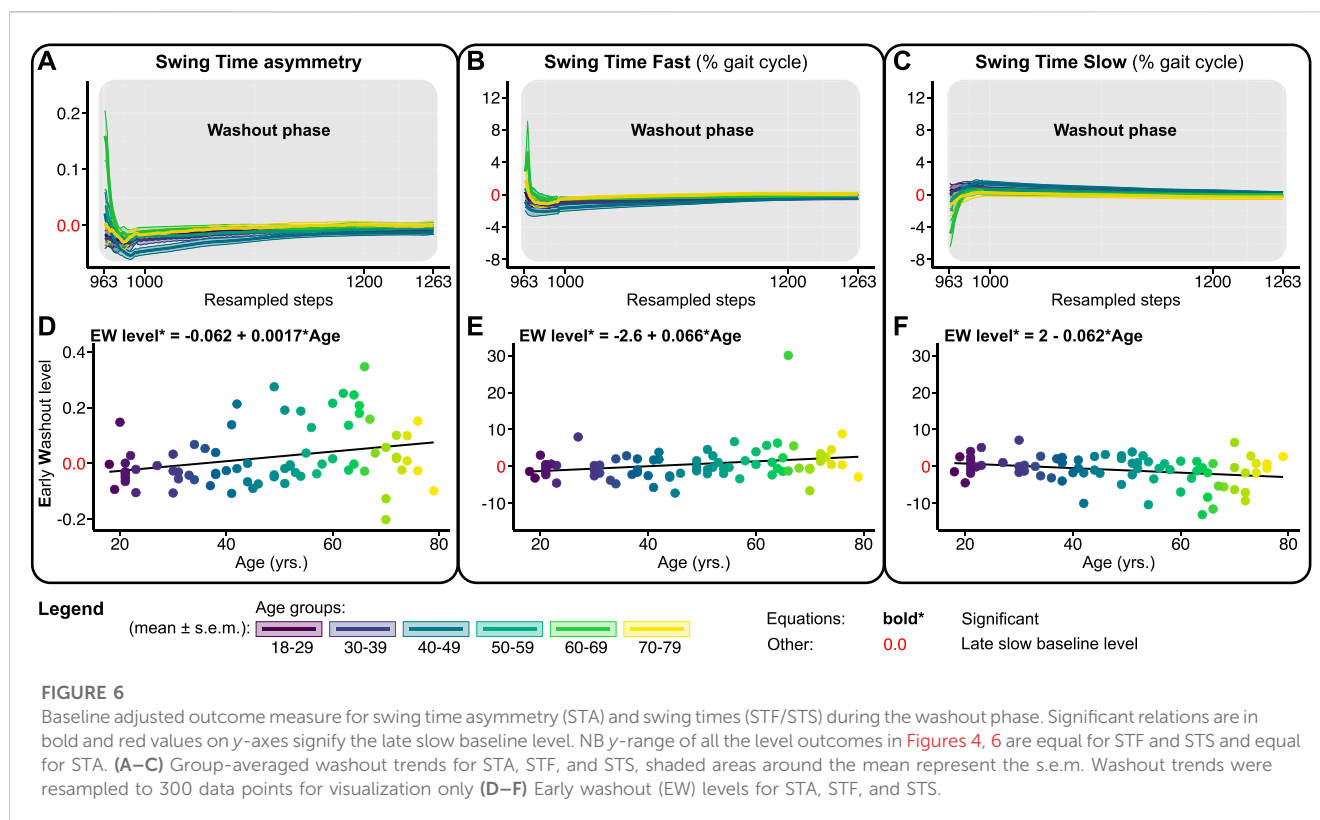 A
Swing Time asymmetry
0.2
0.1
0.0
Washout phase
963 1000 1200 1263
Resampled steps
B
Swing Time Fast (% gait cycle)
12
8
4
0
-4
-8
Washout phase
963 1000 1200 1263
Resampled steps
C
Swing Time Slow (% gait cycle)
12
8
4
0
-4
-8
Washout phase
963 1000 1200 1263
Resampled steps
D
EW level* = -0.062 + 0.0017*Age
Early Washout level
0.4
0.2
0.0
-0.2
20 40 60 80
Age (yrs.)
E
EW level* = -2.6 + 0.066*Age
30
20
10
0
-10
20 40 60 80
Age (yrs.)
F
EW level* = 2 - 0.062*Age
30
20
10
0
-10
20 40 60 80
Age (yrs.)
Legend
Age groups:
(mean ± s.e.m.):
18-29 30-39 40-49 50-59 60-69 70-79
Equations: bold* Significant
Other: 0.0 Late slow baseline level
FIGURE 6
Baseline adjusted outcome measure for swing time asymmetry (STA) and swing times (STF/STS) during the washout phase. Significant relations are in
bold and red values on y-axes signify the late slow baseline level. NB y-range of all the level outcomes in Figures 4, 6 are equal for STF and STS and equal
for STA. (A–C) Group-averaged washout trends for STA, STF, and STS, shaded areas around the mean represent the s.e.m. Washout trends were
resampled to 300 data points for visualization only (D–F) Early washout (EW) levels for STA, STF, and STS.